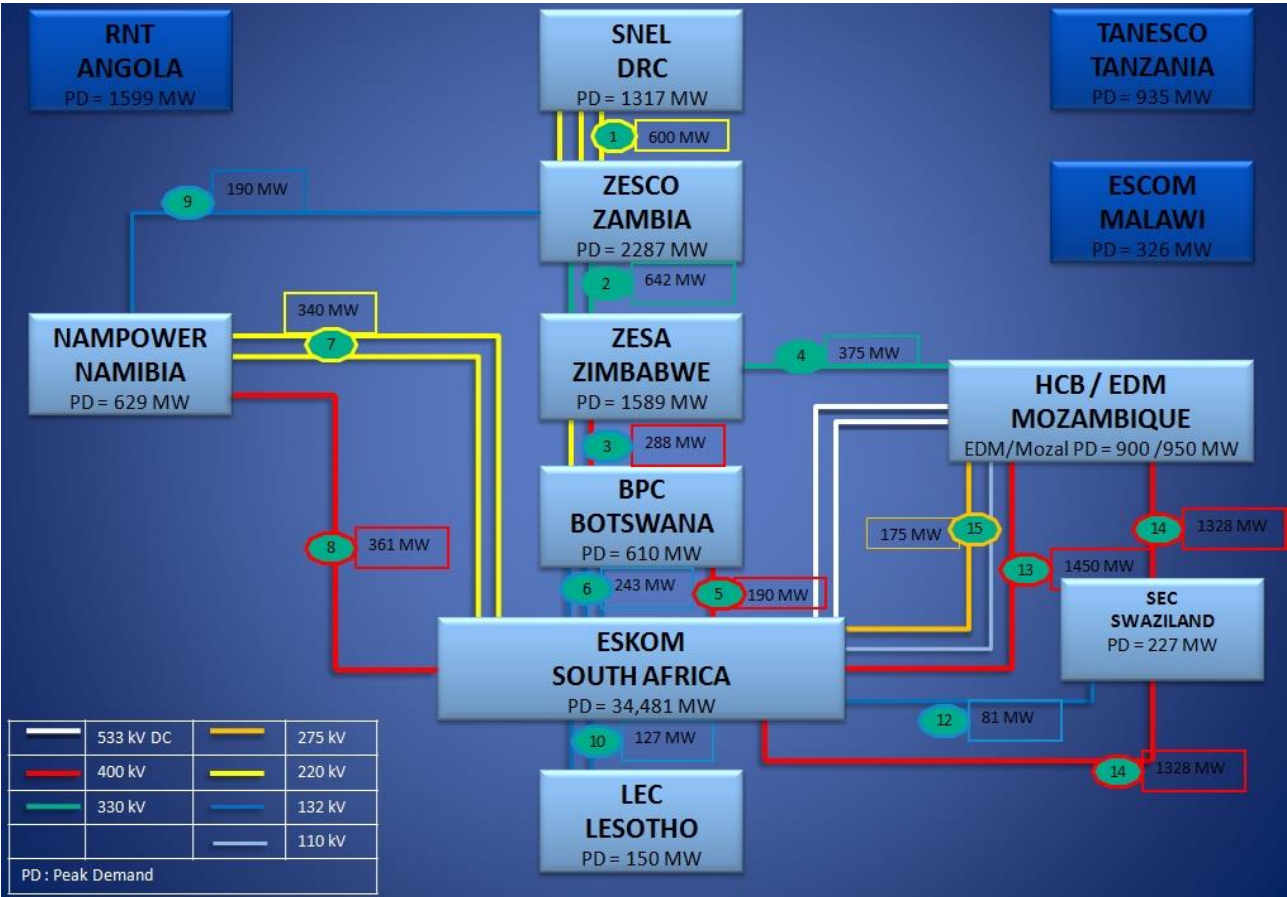 RNT
ANGOLA
PD = 1599 MW
SNEL
DRC
PD = 1317 MW
TANESCO
TANZANIA
PD = 935 MW
1
600 MW
ZESCO
ZAMBIA
PD = 2287 MW
ESCOM
MALAWI
PD = 326 MW
9
190 MW
2
642 MW
340 MW
7
NAMPOWER
NAMIBIA
PD = 629 MW
ZESA
ZIMBABWE
PD = 1589 MW
4
375 MW
HCB / EDM
MOZAMBIQUE
EDM/Mozal PD = 900 /950 MW
3
288 MW
BPC
BOTSWANA
PD = 610 MW
8
361 MW
175 MW
15
14
1328 MW
13
1450 MW
6
243 MW
5
190 MW
SEC
SWAZILAND
PD = 227 MW
ESKOM
SOUTH AFRICA
PD = 34,481 MW
12
81 MW
10
127 MW
14
1328 MW
LEC
LESOTHO
PD = 150 MW
533 kV DC
275 kV
400 kV
220 kV
330 kV
132 kV
110 kV
PD : Peak Demand